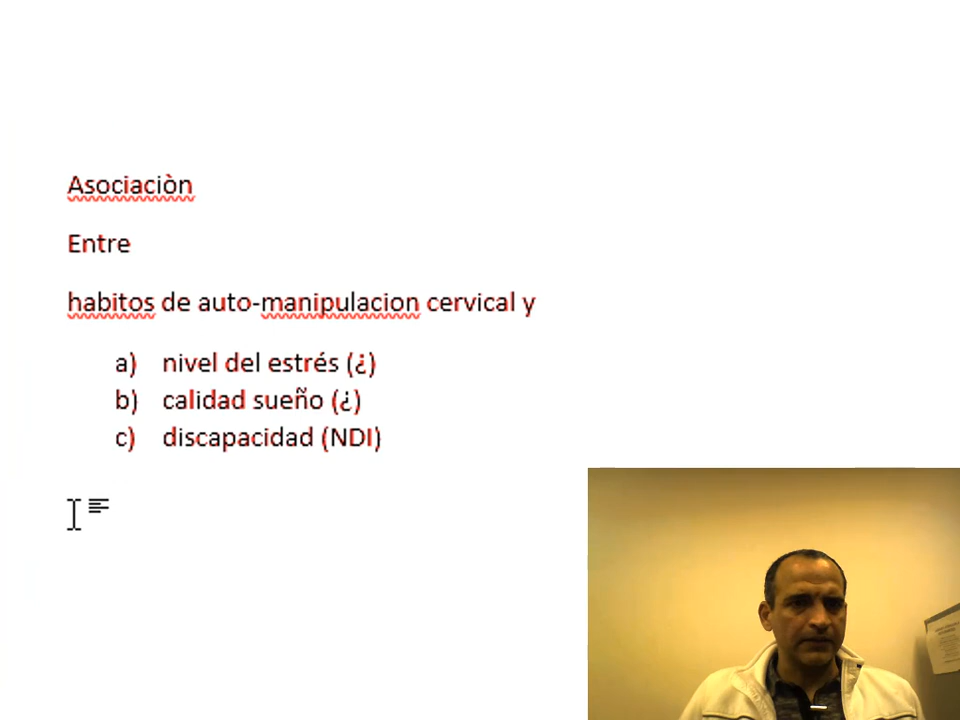 Asociaciòn
Entre
habitos de auto-manipulacion cervical y
a) nivel del estrés (¿)
b) calidad sueño (¿)
c) discapacidad (NDI)